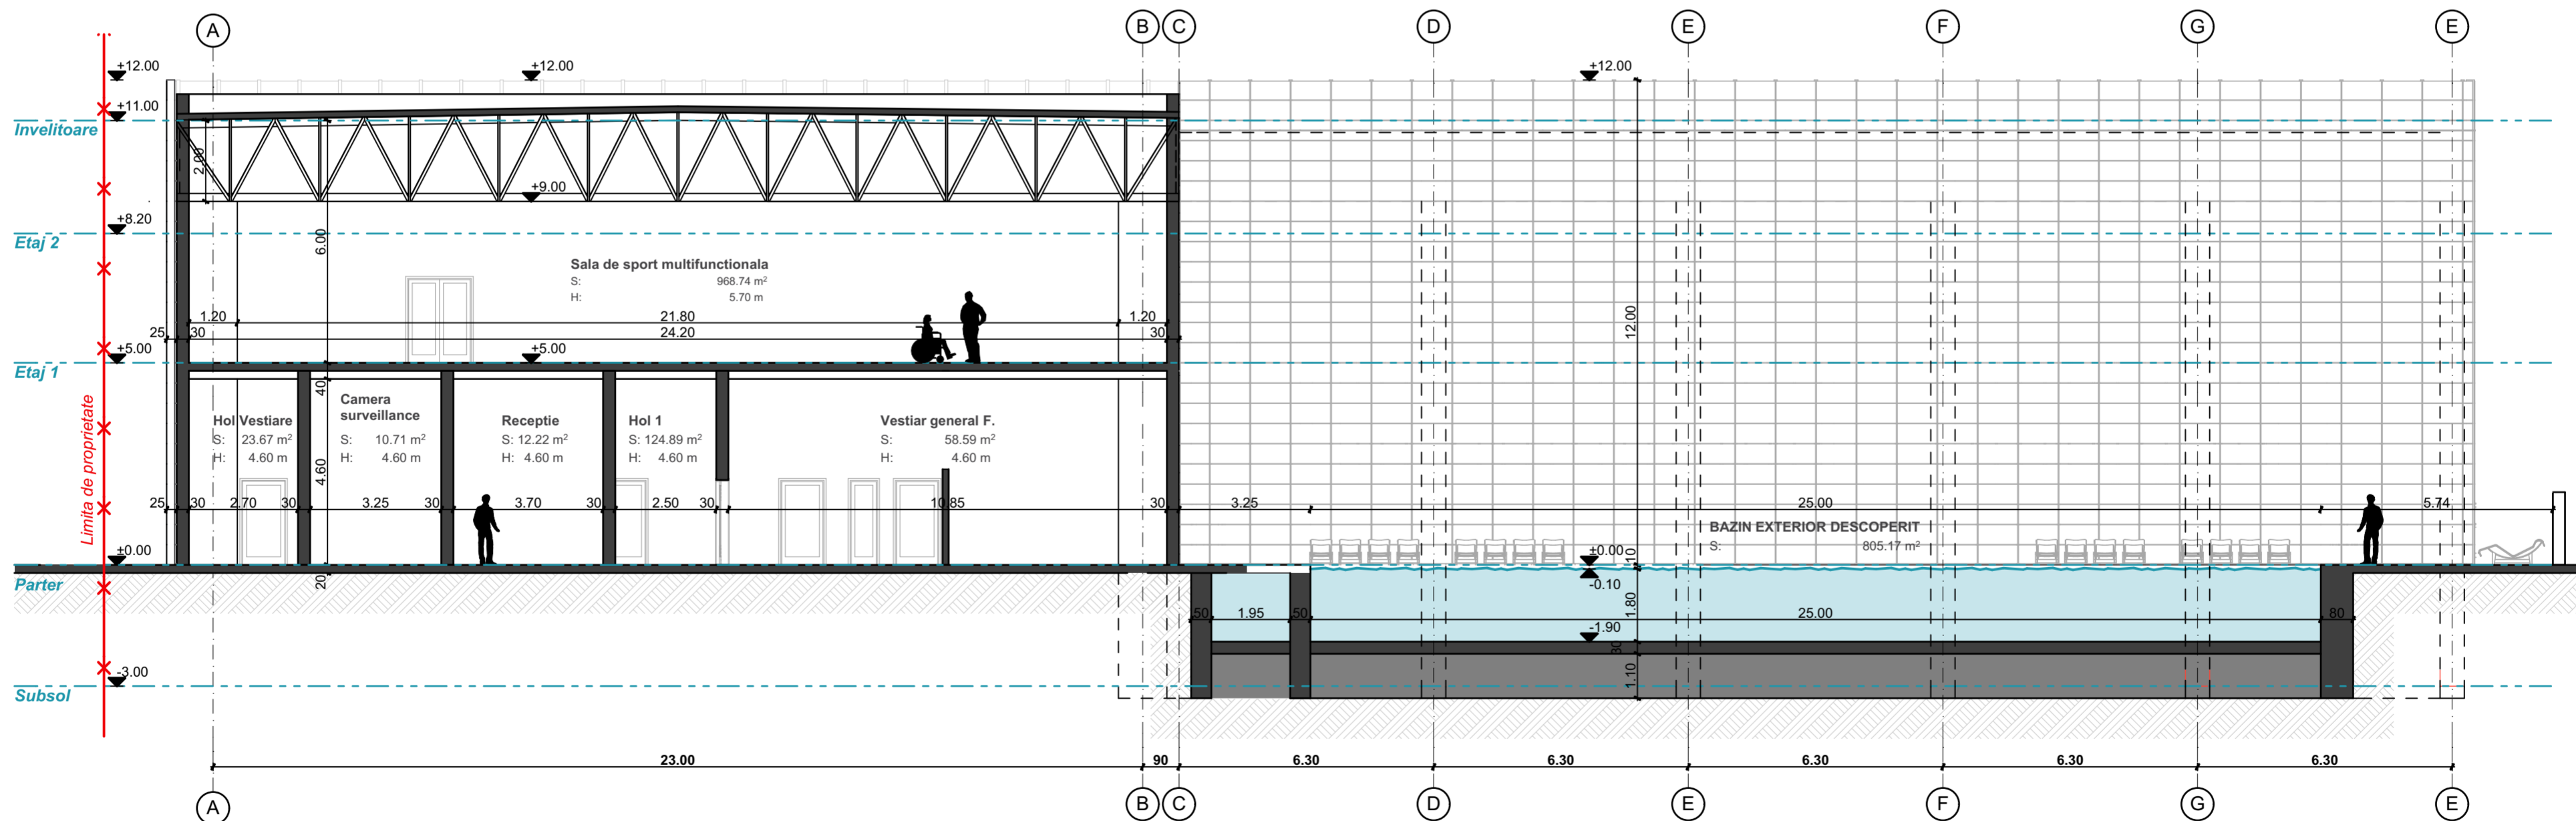 A B C D E F G E
+12.00 +12.00 +12.00
+11.00
Invelitoare
2.00
+9.00
+8.20
Etaj 2
6.00
Sala de sport multifunctionala
S: 968.74 m²
H: 5.70 m
12.00
1.20 21.80 1.20
25 30 24.20 30
+5.00 +5.00
Etaj 1
40
Limita de proprietate
Hol Vestiare
S: 23.67 m²
H: 4.60 m
Camera
surveillance
S: 10.71 m²
H: 4.60 m
Receptie
S: 12.22 m²
H: 4.60 m
Hol 1
S: 124.89 m²
H: 4.60 m
Vestiar general F.
S: 58.59 m²
H: 4.60 m
4.60
25 30 2.70 30 3.25 30 3.70 30 2.50 30 10.85 30 3.25 25.00 5.74
BAZIN EXTERIOR DESCOPERIT
S: 805.17 m²
±0.00 ±0.00
10
Parter
20
-0.10
1.80
50 1.95 50 25.00 80
-1.90
30
1.10
-3.00
Subsol
23.00 90 6.30 6.30 6.30 6.30 6.30
A B C D E F G E